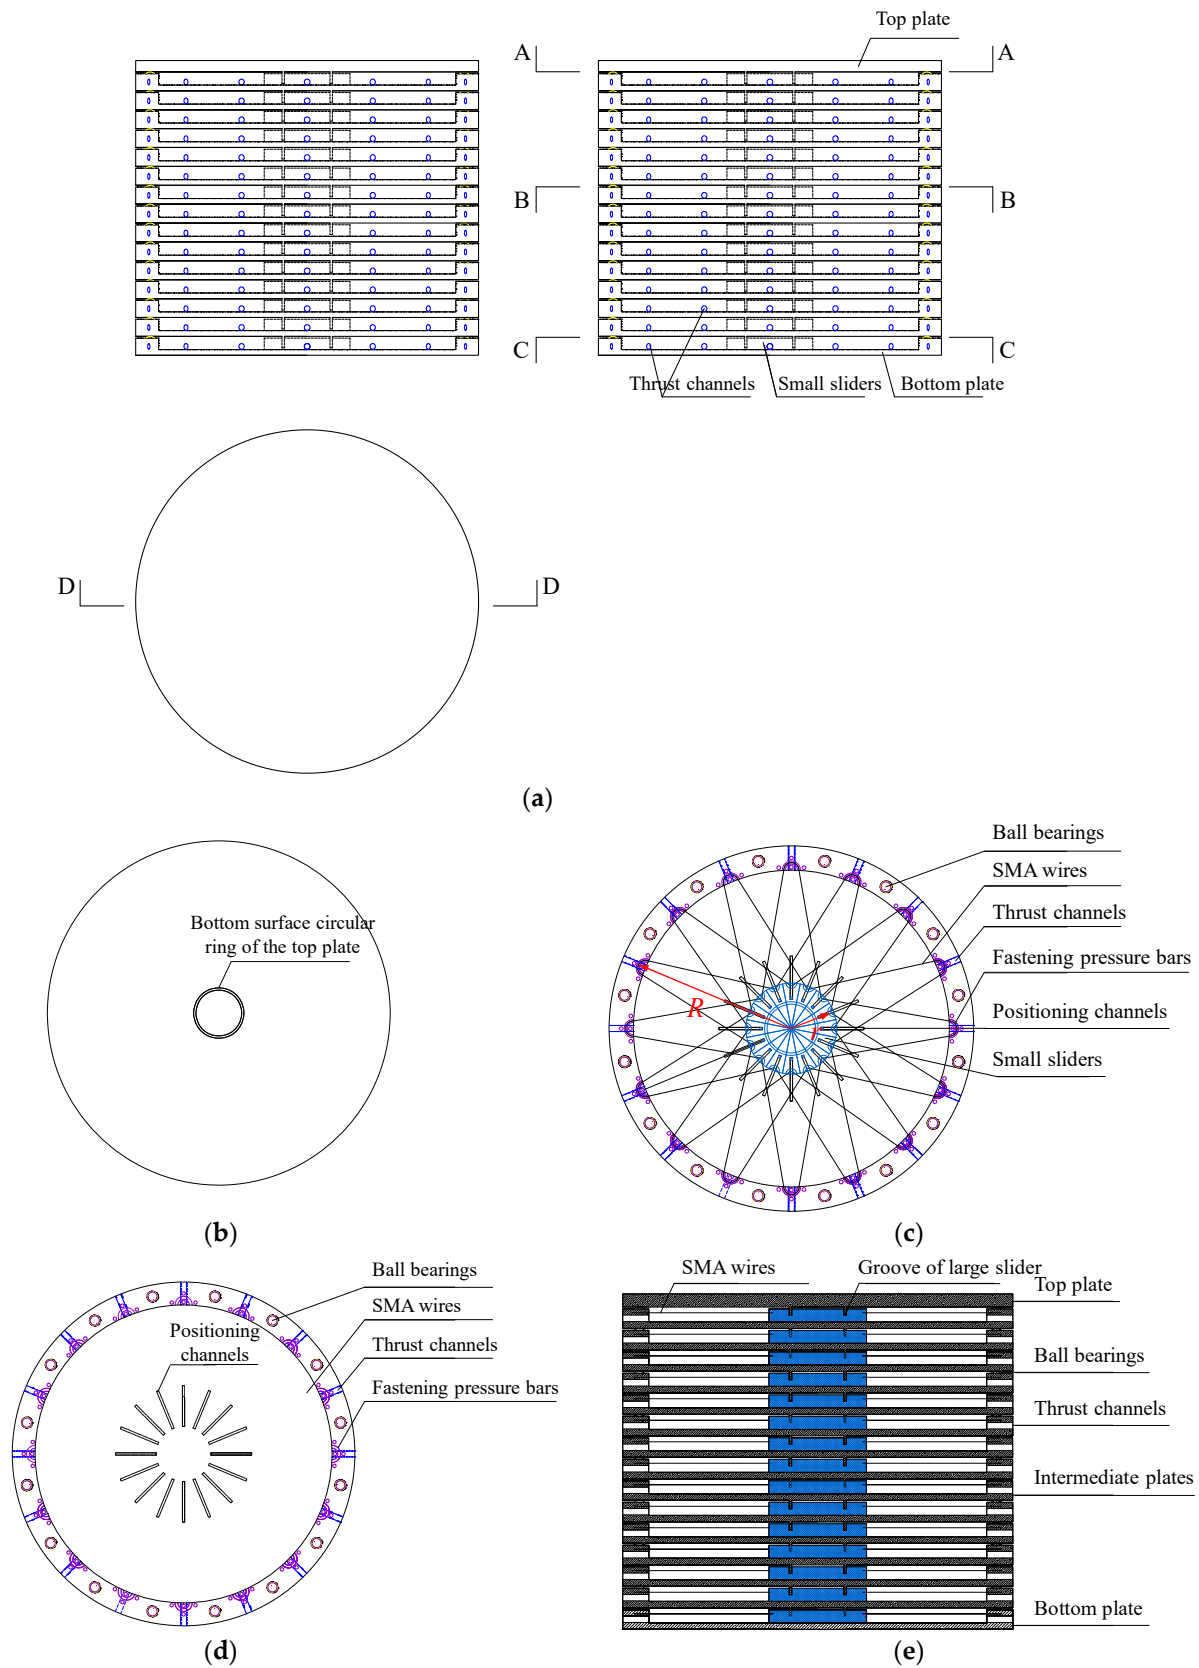 Top plate
A
A
B
B
C
C
Thrust channels
Small sliders
Bottom plate
D
D
(a)
Bottom surface circular
ring of the top plate
(b)
Ball bearings
SMA wires
Thrust channels
Fastening pressure bars
Positioning channels
Small sliders
R
r
(c)
Positioning
channels
Ball bearings
SMA wires
Thrust channels
Fastening pressure bars
(d)
SMA wires
Groove of large slider
Top plate
Ball bearings
Thrust channels
Intermediate plates
Bottom plate
(e)